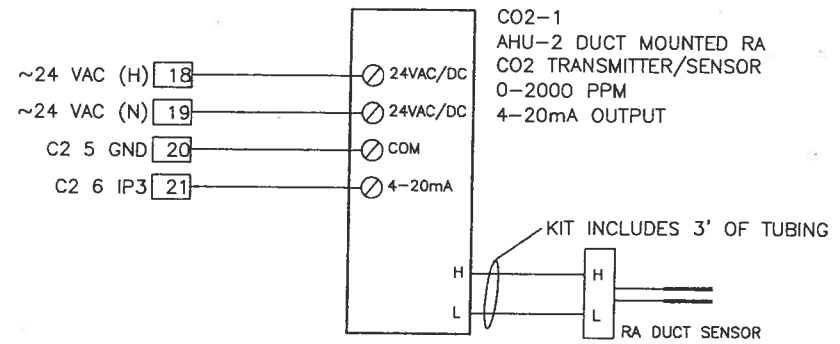 CO2-1
AHU-2 DUCT MOUNTED RA
CO2 TRANSMITTER/SENSOR
0-2000 PPM
4-20mA OUTPUT
~24 VAC (H) 18 24VAC/DC
~24 VAC (N) 19 24VAC/DC
C2 5 GND 20 COM
C2 6 IP3 21 4-20mA
KIT INCLUDES 3' OF TUBING
H H
L L
RA DUCT SENSOR